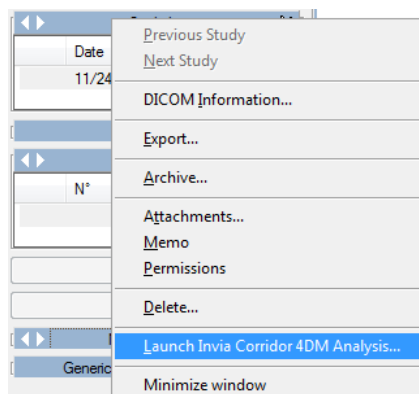 Previous Study
Next Study
Date
11/24
DICOM Information...
Export...
Archive...
N°
Attachments...
Memo
Permissions
Delete...
Launch Invia Corridor 4DM Analysis...
Generic
Minimize window